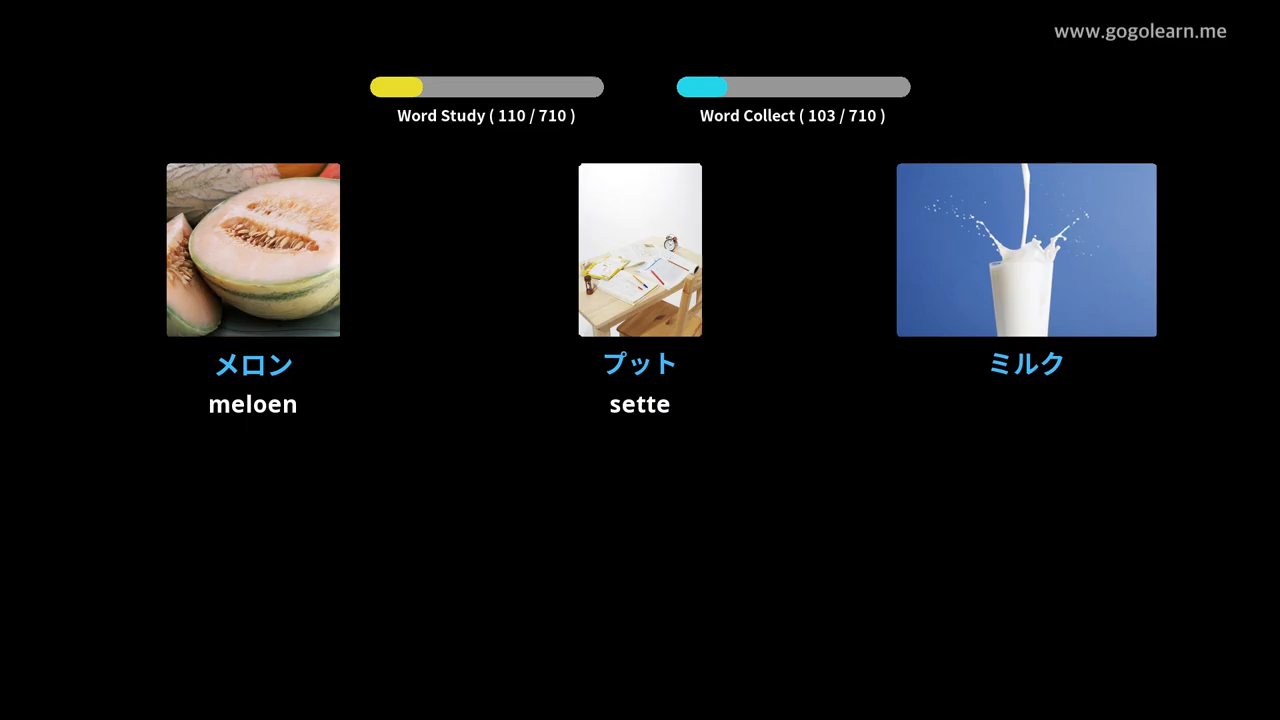 www.gogolearn.me
Word Study ( 110 / 710 )
Word Collect ( 103 / 710 )
メロン
プット
ミルク
meloen
sette